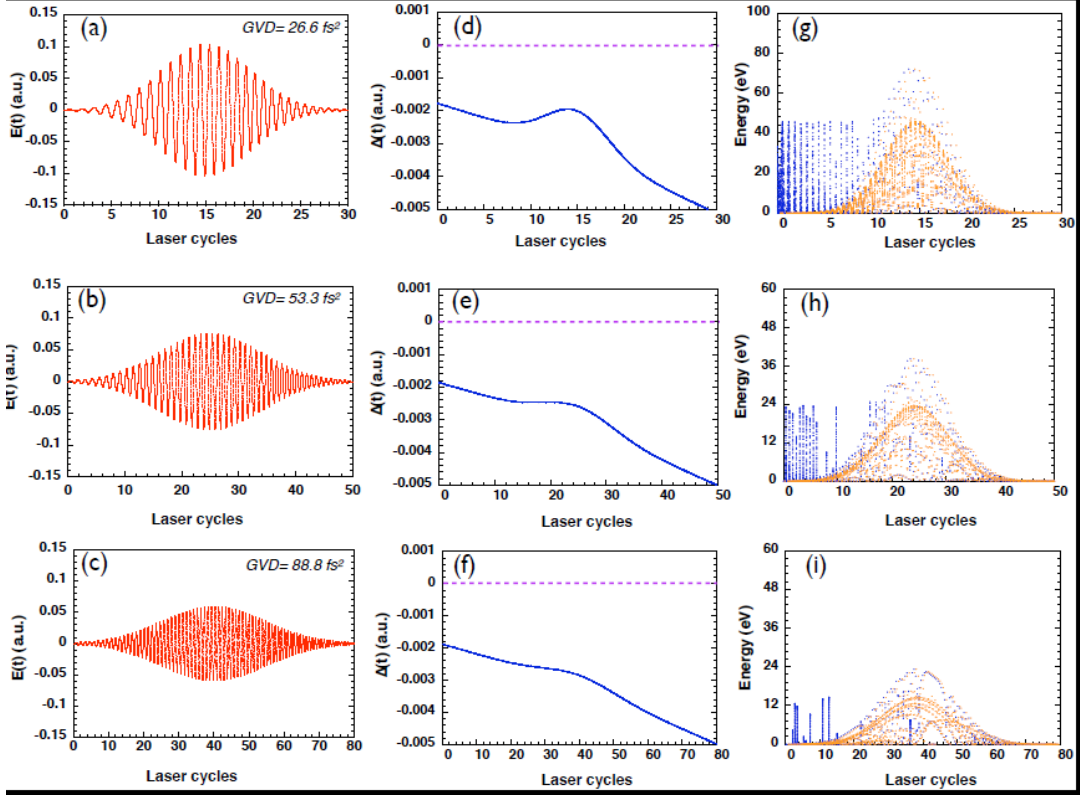 (a)
GVD= 26.6 fs²
E(t) (a.u.)
0.15
0.1
0.05
0
-0.05
-0.1
-0.15
0 5 10 15 20 25 30
Laser cycles
(d)
Δ(t) (a.u.)
0.001
0
-0.001
-0.002
-0.003
-0.004
-0.005
0 5 10 15 20 25 30
Laser cycles
(g)
Energy (eV)
100
80
60
40
20
0
0 5 10 15 20 25 30
Laser cycles
(b)
GVD= 53.3 fs²
E(t) (a.u.)
0.15
0.1
0.05
0
-0.05
-0.1
-0.15
0 10 20 30 40 50
Laser cycles
(e)
Δ(t) (a.u.)
0.001
0
-0.001
-0.002
-0.003
-0.004
-0.005
0 10 20 30 40 50
Laser cycles
(h)
Energy (eV)
60
48
36
24
12
0
0 10 20 30 40 50
Laser cycles
(c)
GVD= 88.8 fs²
E(t) (a.u.)
0.15
0.1
0.05
0
-0.05
-0.1
-0.15
0 10 20 30 40 50 60 70 80
Laser cycles
(f)
Δ(t) (a.u.)
0.001
0
-0.001
-0.002
-0.003
-0.004
-0.005
0 10 20 30 40 50 60 70 80
Laser cycles
(i)
Energy (eV)
60
48
36
24
12
0
0 10 20 30 40 50 60 70 80
Laser cycles